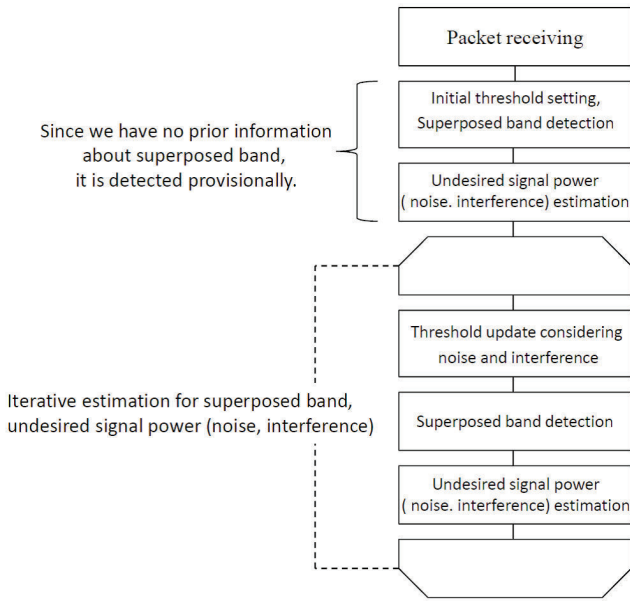 Packet receiving
Initial threshold setting,
Superposed band detection
Since we have no prior information
about superposed band,
it is detected provisionally.
Undesired signal power
( noise. interference) estimation
Threshold update considering
noise and interference
Iterative estimation for superposed band,
undesired signal power (noise, interference)
Superposed band detection
Undesired signal power
( noise. interference) estimation